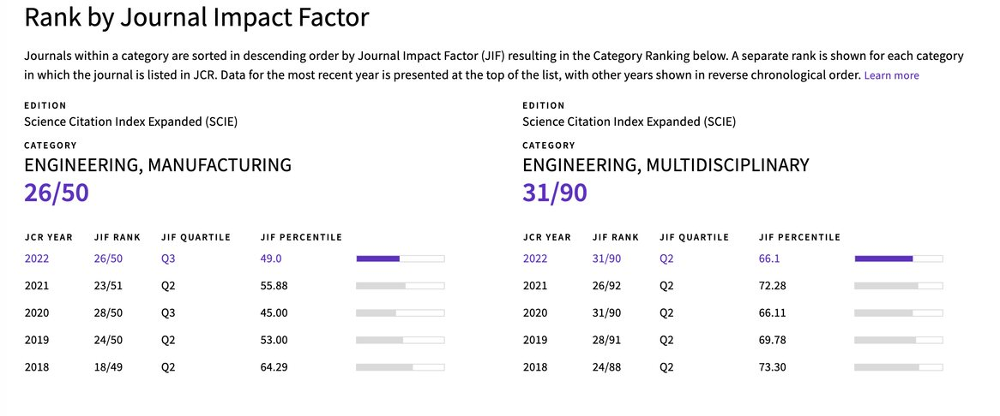 Rank by Journal Impact Factor
Journals within a category are sorted in descending order by Journal Impact Factor (JIF) resulting in the Category Ranking below. A separate rank is shown for each category
in which the journal is listed in JCR. Data for the most recent year is presented at the top of the list, with other years shown in reverse chronological order. Learn more
EDITION
Science Citation Index Expanded (SCIE)
CATEGORY
ENGINEERING, MANUFACTURING
26/50
JCR YEAR JIF RANK JIF QUARTILE JIF PERCENTILE
2022 26/50 Q3 49.0
2021 23/51 Q2 55.88
2020 28/50 Q3 45.00
2019 24/50 Q2 53.00
2018 18/49 Q2 64.29
EDITION
Science Citation Index Expanded (SCIE)
CATEGORY
ENGINEERING, MULTIDISCIPLINARY
31/90
JCR YEAR JIF RANK JIF QUARTILE JIF PERCENTILE
2022 31/90 Q2 66.1
2021 26/92 Q2 72.28
2020 31/90 Q2 66.11
2019 28/91 Q2 69.78
2018 24/88 Q2 73.30